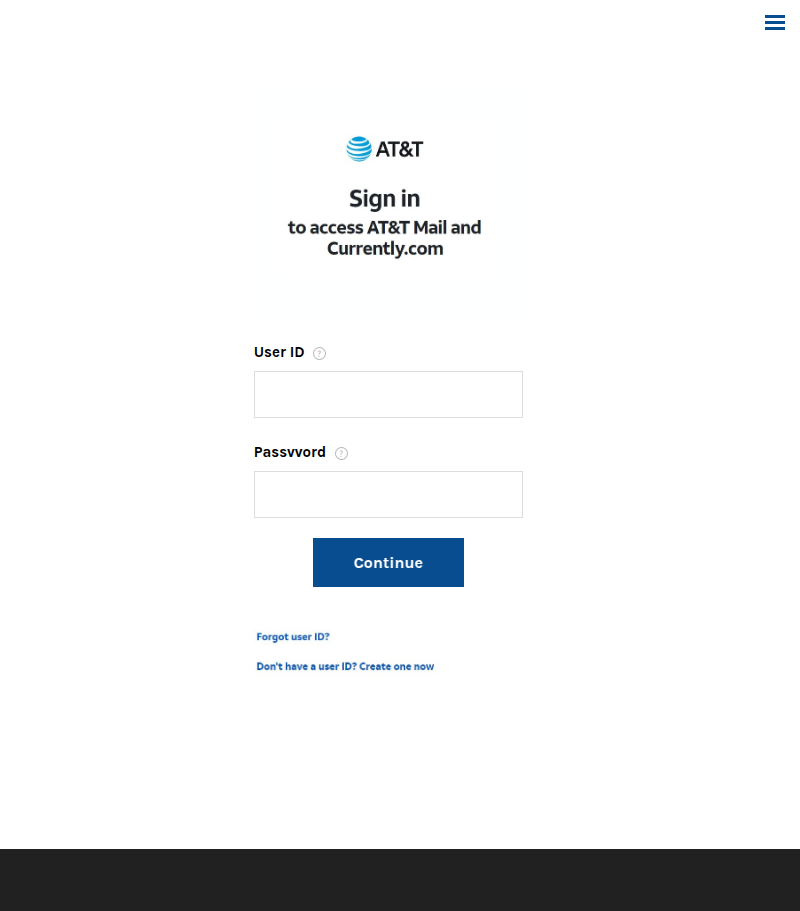 AT&T
Sign in
to access AT&T Mail and
Currently.com
User ID ?
Passvvord ?
Continue
Forgot user ID?
Don't have a user ID? Create one now